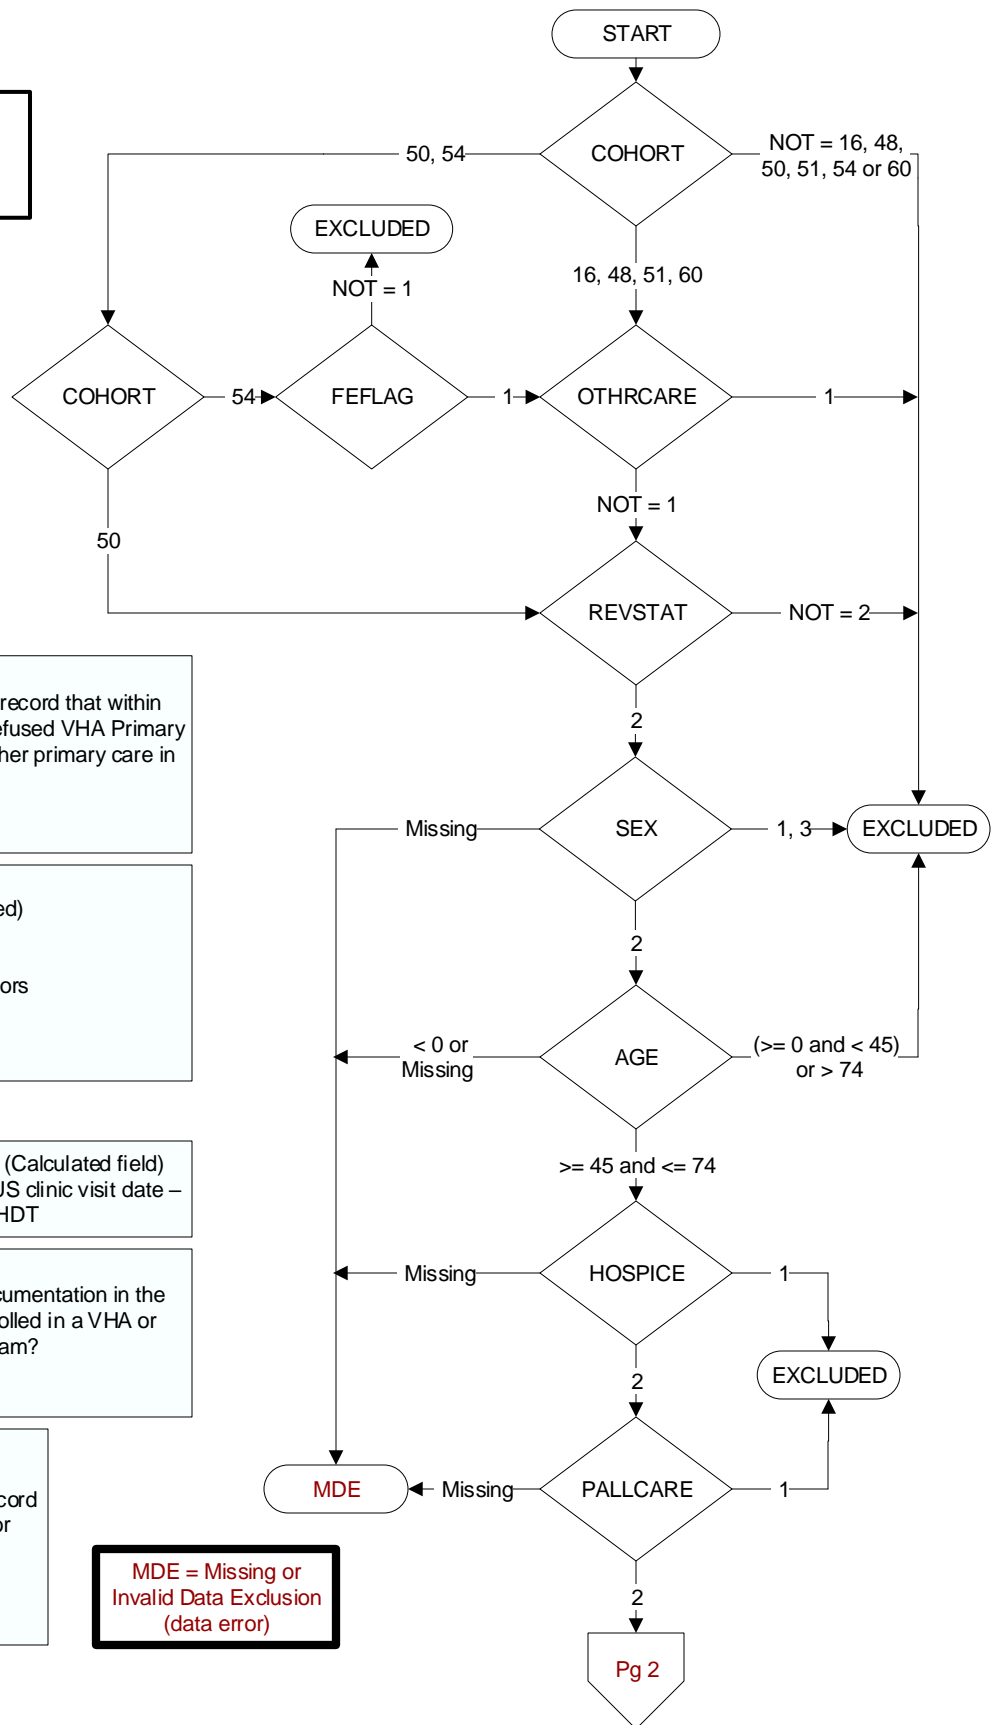 START
COHORT
50, 54
NOT = 16, 48,
50, 51, 54 or 60
EXCLUDED
16, 48, 51, 60
NOT = 1
COHORT
54
FEFLAG
1
OTHRCARE
1
NOT = 1
50
REVSTAT
NOT = 2
2
record that within
efused VHA Primary
her primary care in
SEX
Missing
1, 3
EXCLUDED
ed)
2
ors
AGE
< 0 or
Missing
(>= 0 and < 45)
or > 74
(Calculated field)
US clinic visit date –
HDT
>= 45 and <= 74
HOSPICE
Missing
1
cumentation in the
olled in a VHA or
am?
EXCLUDED
2
PALLCARE
Missing
1
MDE
cord
or
MDE = Missing or
Invalid Data Exclusion
(data error)
2
Pg 2